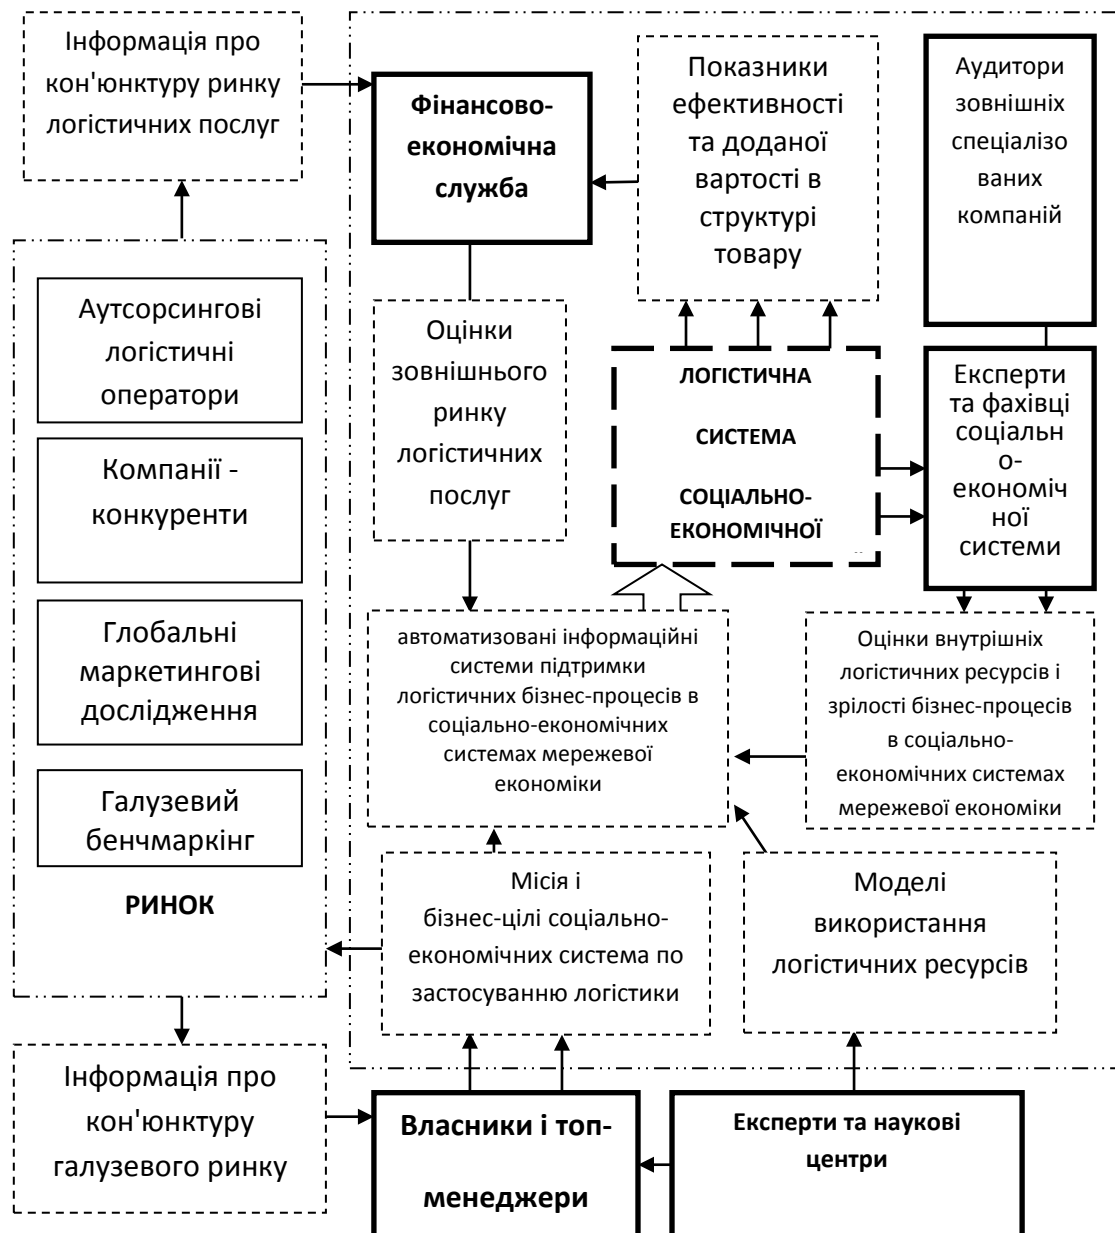 Інформація про
кон'юнктуру ринку
логістичних послуг
Фінансово-
економічна
служба
Показники
ефективності
та доданої
вартості в
структурі
товару
Аудитори
зовнішніх
спеціалізо
ваних
компаній
Аутсорсингові
логістичні
оператори
Компанії -
конкуренти
Глобальні
маркетингові
дослідження
Галузевий
бенчмаркінг
РИНОК
Оцінки
зовнішнього
ринку
логістичних
послуг
ЛОГІСТИЧНА
СИСТЕМА
СОЦІАЛЬНО-
ЕКОНОМІЧНОЇ
Експерти
та фахівці
соціальн
о-
економіч
ної
системи
автоматизовані інформаційні
системи підтримки
логістичних бізнес-процесів в
соціально-економічних
системах мережевої
економіки
Оцінки внутрішніх
логістичних ресурсів і
зрілості бізнес-процесів
в соціально-
економічних системах
мережевої економіки
Місія і
бізнес-цілі соціально-
економічних система по
застосуванню логістики
Моделі
використання
логістичних ресурсів
Інформація про
кон'юнктуру
галузевого ринку
Власники і топ-
менеджери
Експерти та наукові
центри